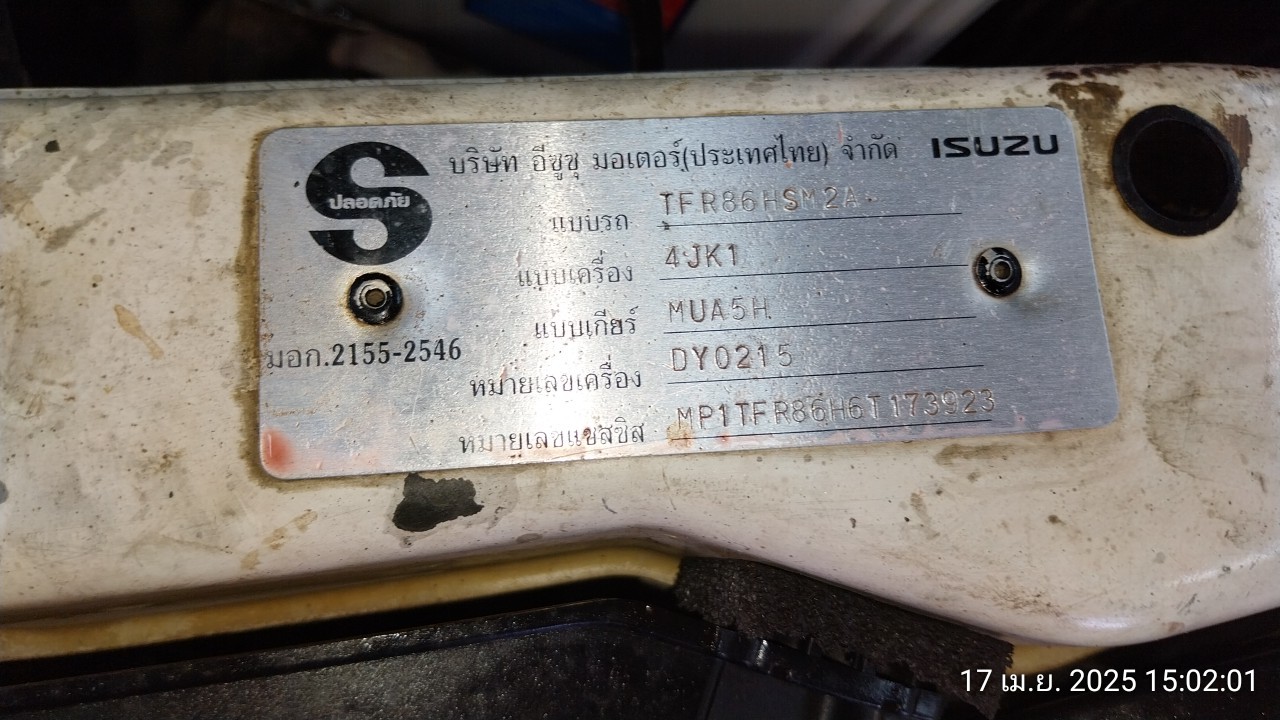 บริษัท อีซูซุ มอเตอร์(ประเทศไทย) จำกัด ISUZU
ปลอดภัย
แบบรถ TFR86HSM2A
แบบเครื่อง 4JK1
แบบเกียร์ MUA5H
มอก.2155-2546
หมายเลขเครื่อง DY0215
หมายเลขแชสซิส MP1TFR86H6T173923
17 เม.ย. 2025 15:02:01